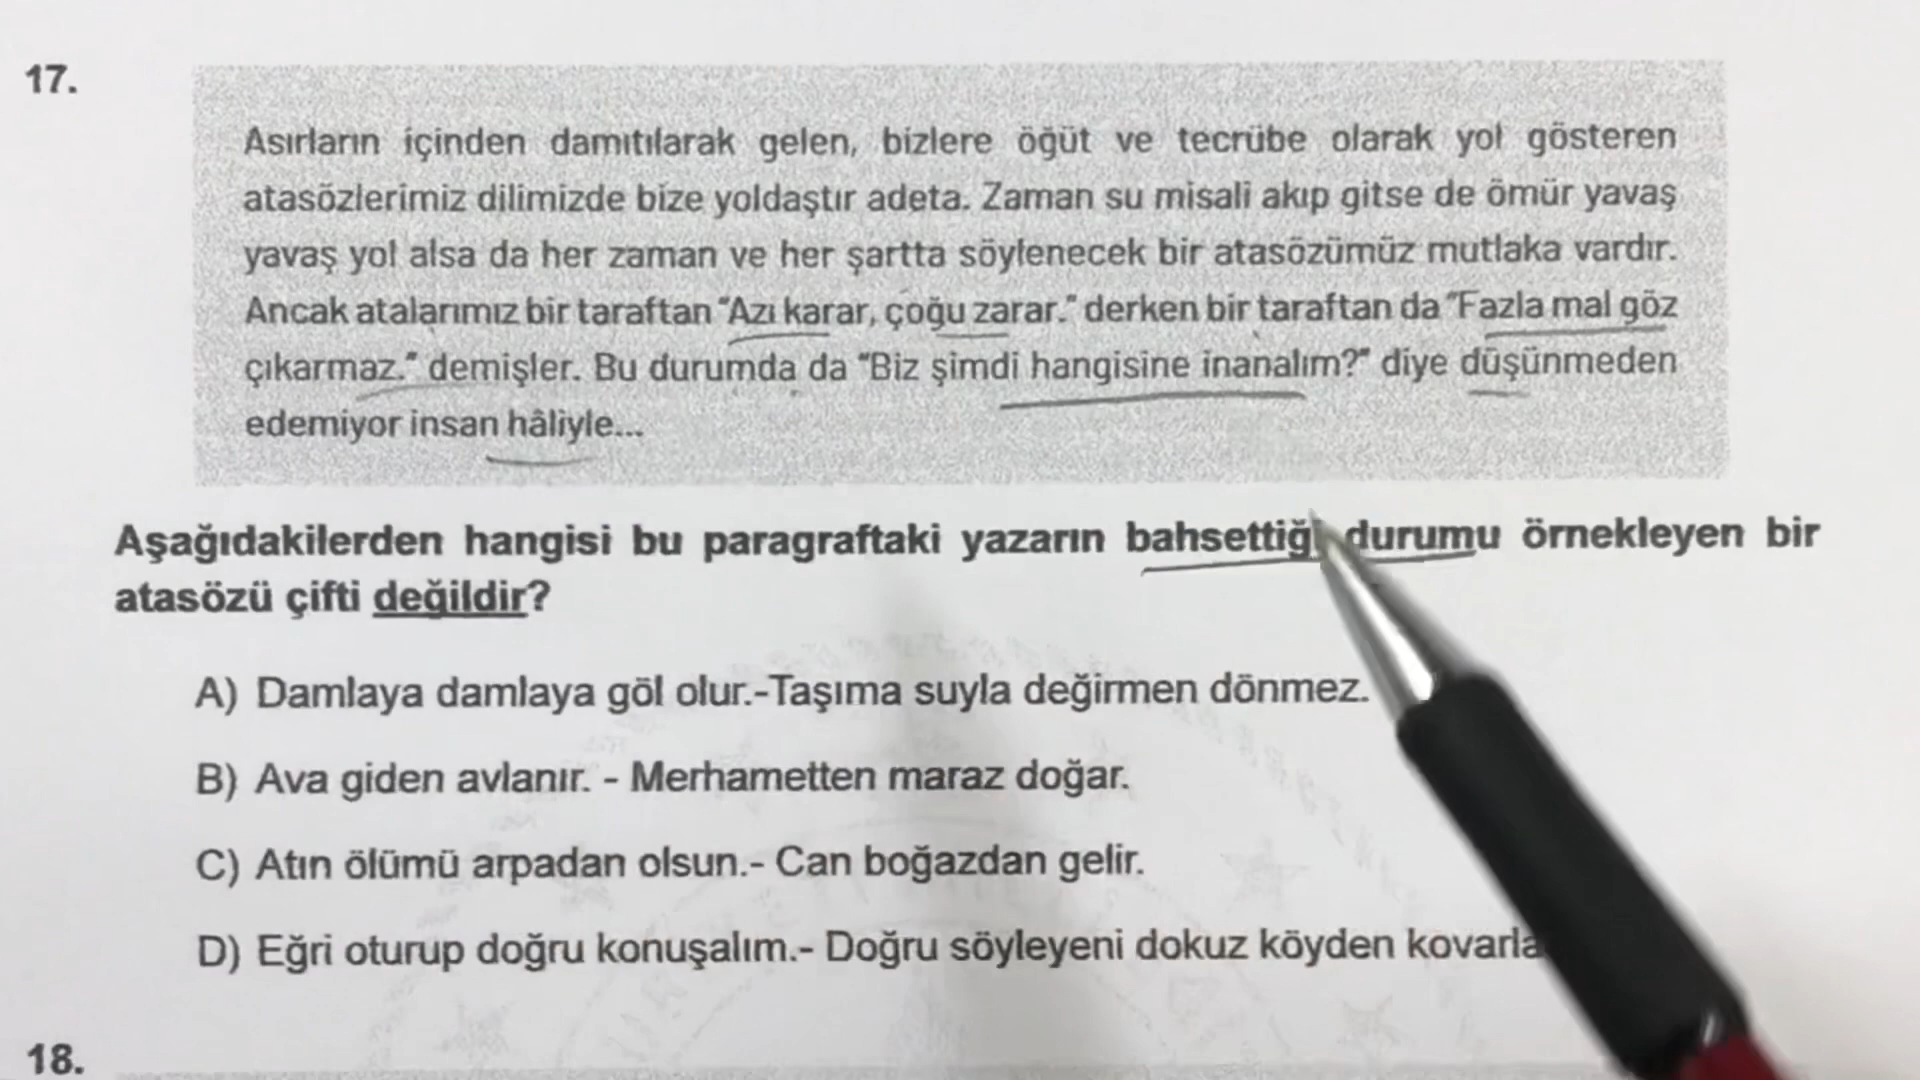 17.
Asırların içinden damıtılarak gelen, bizlere öğüt ve tecrübe olarak yol gösteren
atasözlerimiz dilimizde bize yoldaştır adeta. Zaman su misali akıp gitse de ömür yavaş
yavaş yol alsa da her zaman ve her şartta söylenecek bir atasözümüz mutlaka vardır.
Ancak atalarımız bir taraftan "Azı karar, çoğu zarar." derken bir taraftan da "Fazla mal göz
çıkarmaz." demişler. Bu durumda da "Biz şimdi hangisine inanalım?" diye düşünmeden
edemiyor insan hâliyle...
Aşağıdakilerden hangisi bu paragraftaki yazarın bahsettiği durumu örnekleyen bir
atasözü çifti değildir?
A) Damlaya damlaya göl olur.-Taşıma suyla değirmen dönmez.
B) Ava giden avlanır. - Merhametten maraz doğar.
C) Atın ölümü arpadan olsun.- Can boğazdan gelir.
D) Eğri oturup doğru konuşalım.- Doğru söyleyeni dokuz köyden
18.